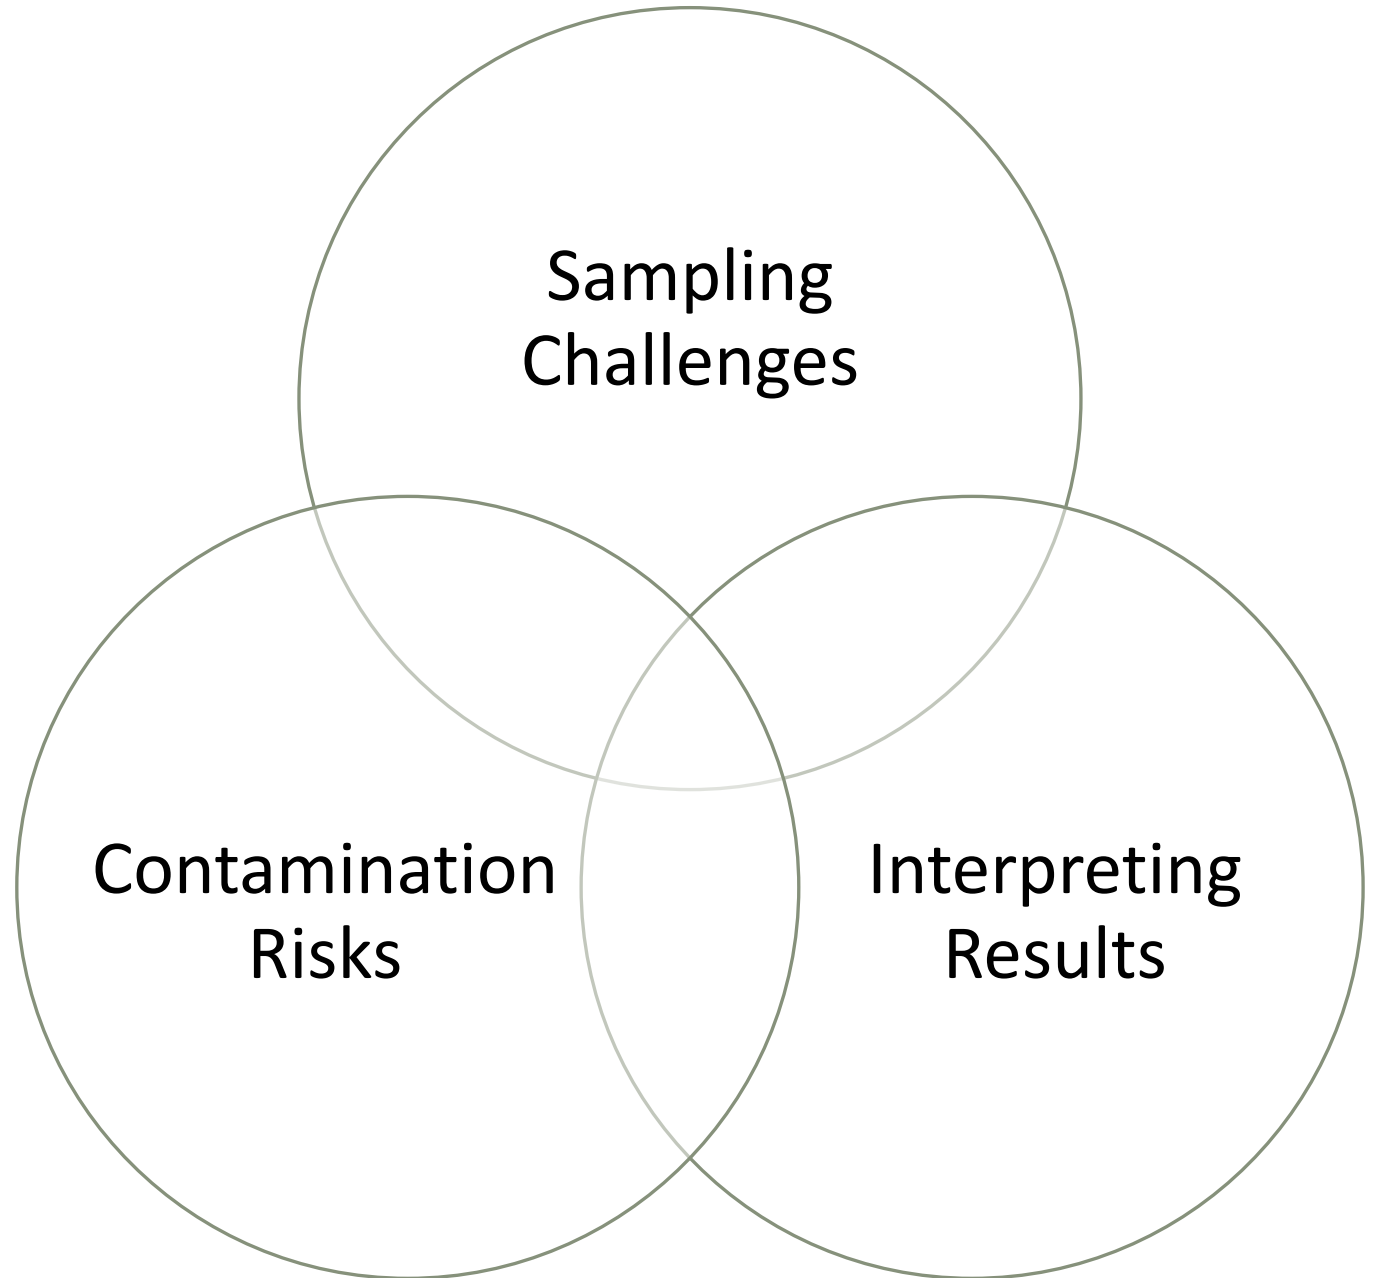 Sampling
Challenges
Contamination
Risks
Interpreting
Results